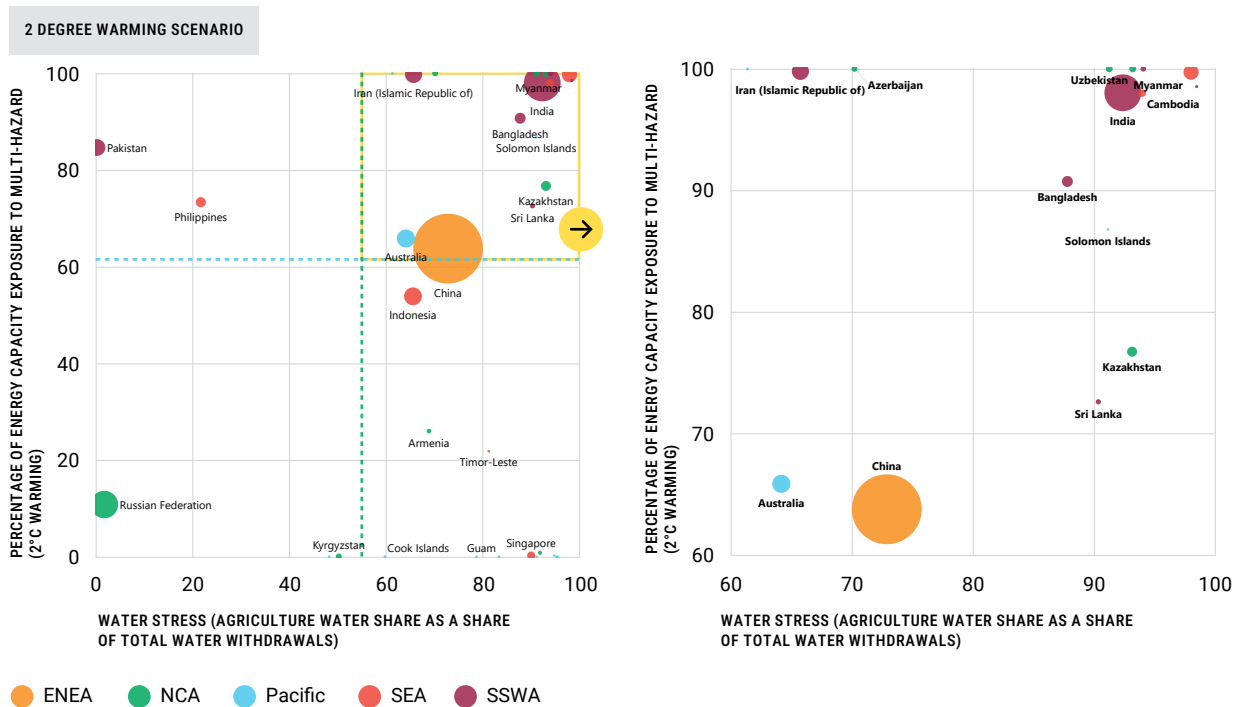 2 DEGREE WARMING SCENARIO
PERCENTAGE OF ENERGY CAPACITY EXPOSURE TO MULTI-HAZARD
(2°C WARMING)
100
80
60
40
20
0
Iran (Islamic Republic of)
Myanmar
India
Bangladesh
Solomon Islands
Pakistan
Philippines
Kazakhstan
Sri Lanka
Australia
China
Indonesia
Armenia
Timor-Leste
Russian Federation
Kyrgyzstan
Cook Islands
Guam
Singapore
0
20
40
60
80
100
WATER STRESS (AGRICULTURE WATER SHARE AS A SHARE
OF TOTAL WATER WITHDRAWALS)
PERCENTAGE OF ENERGY CAPACITY EXPOSURE TO MULTI-HAZARD
(2°C WARMING)
100
90
80
70
60
Iran (Islamic Republic of)
Azerbaijan
Uzbekistan
Myanmar
Cambodia
India
Bangladesh
Solomon Islands
Kazakhstan
Sri Lanka
China
Australia
60
70
80
90
100
WATER STRESS (AGRICULTURE WATER SHARE AS A SHARE
OF TOTAL WATER WITHDRAWALS)
ENEA
NCA
Pacific
SEA
SSWA